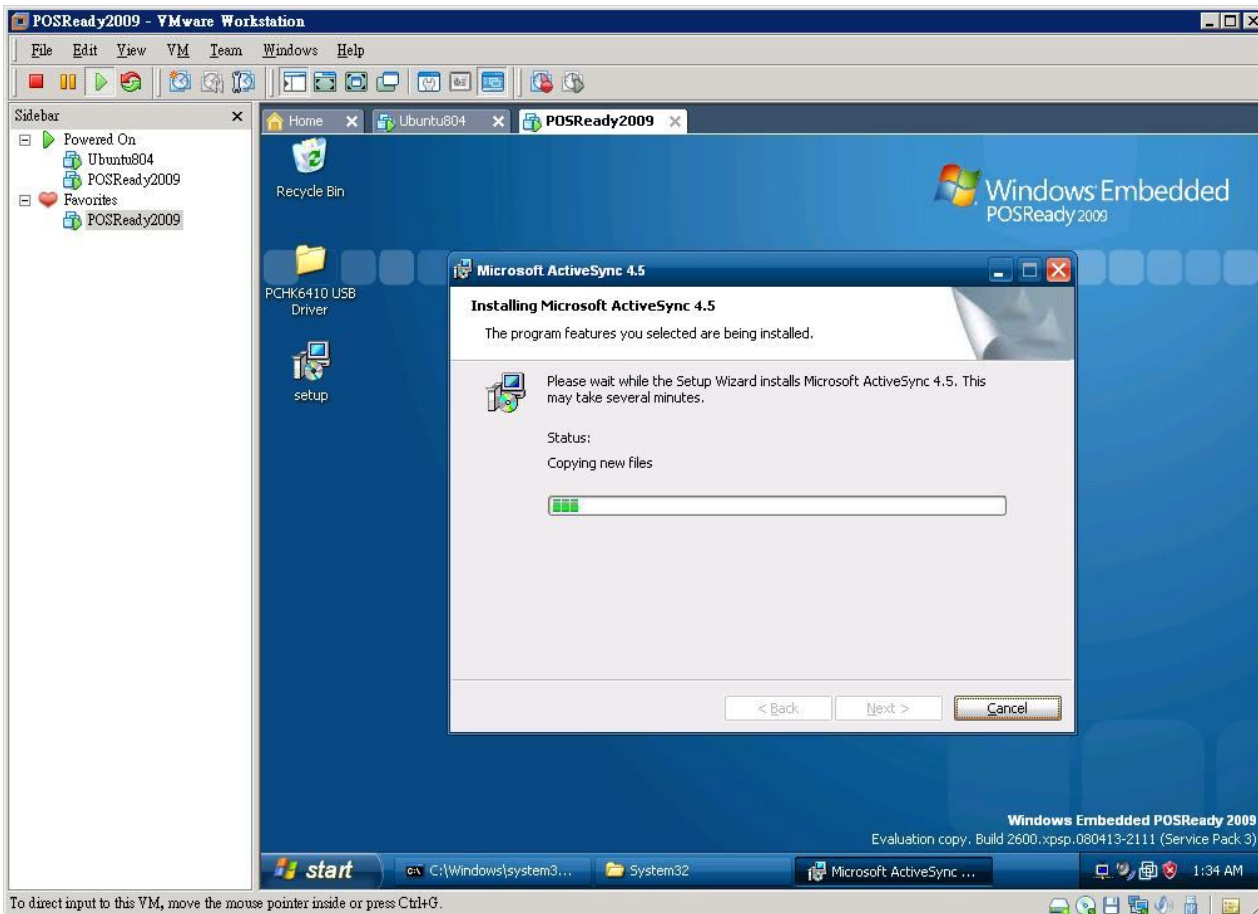 POSReady2009 - VMware Workstation
File Edit View VM Team Windows Help
Sidebar
Powered On
Ubuntu804
POSReady2009
Favorites
POSReady2009
Home Ubuntu804 POSReady2009
Recycle Bin
Windows Embedded
POSReady 2009
PCHK6410 USB
Driver
setup
Microsoft ActiveSync 4.5
Installing Microsoft ActiveSync 4.5
The program features you selected are being installed.
Please wait while the Setup Wizard installs Microsoft ActiveSync 4.5. This
may take several minutes.
Status:
Copying new files
< Back Next > Cancel
Windows Embedded POSReady 2009
Evaluation copy. Build 2600.xpsp.080413-2111 (Service Pack 3)
start C:\Windows\system3... System32 Microsoft ActiveSync ... 1:34 AM
To direct input to this VM, move the mouse pointer inside or press Ctrl+G.